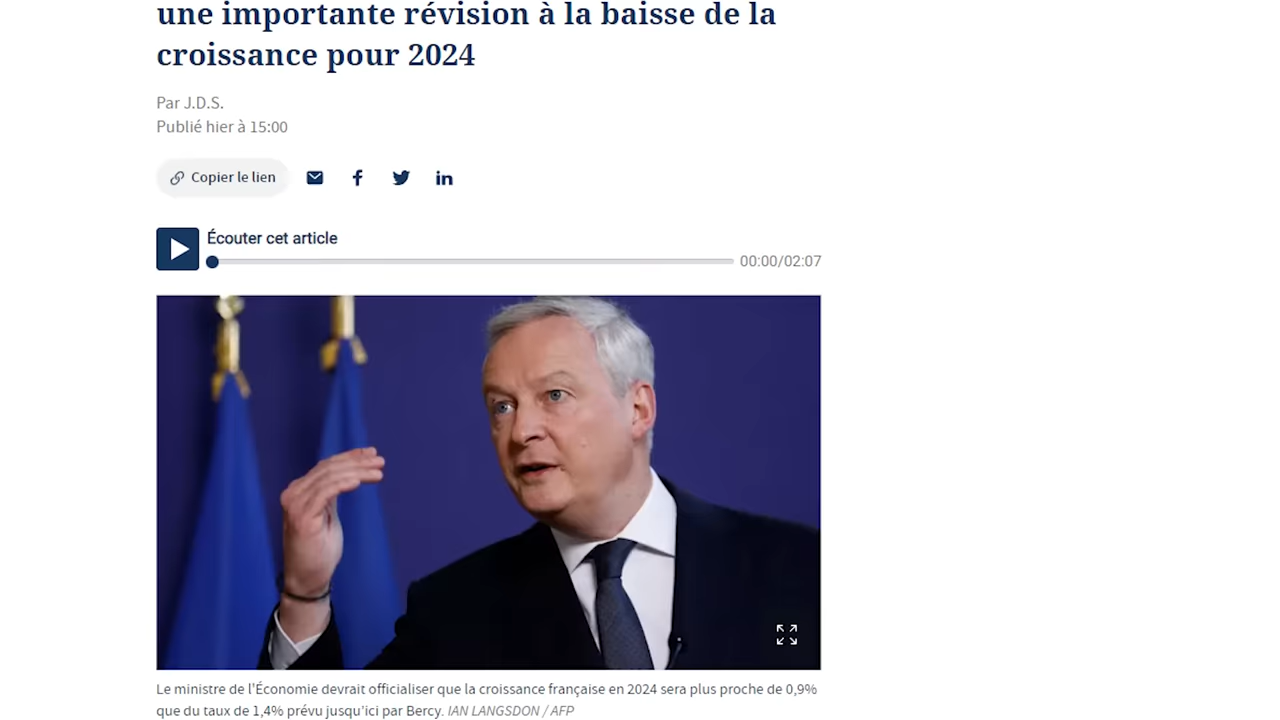 une importante révision à la baisse de la
croissance pour 2024
Par J.D.S.
Publié hier à 15:00
Copier le lien
Écouter cet article
00:00/02:07
Le ministre de l'Économie devrait officialiser que la croissance française en 2024 sera plus proche de 0,9%
que du taux de 1,4% prévu jusqu'ici par Bercy. IAN LANGSDON / AFP